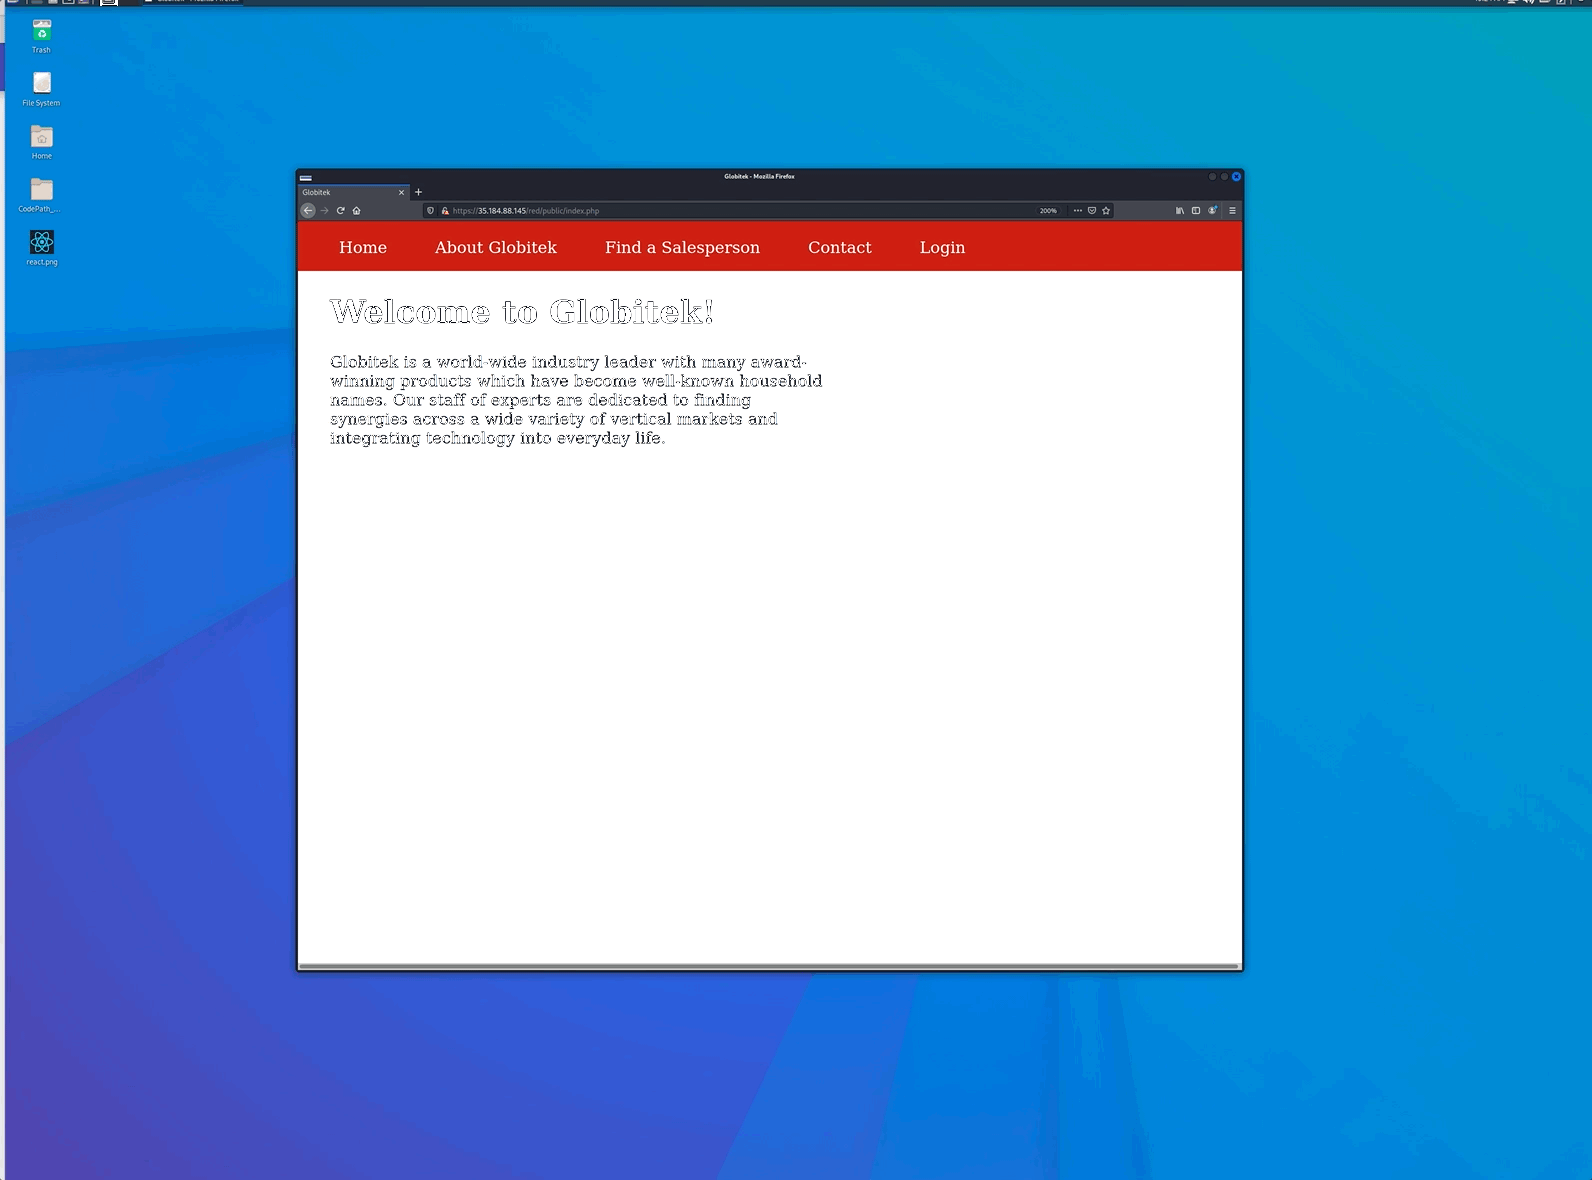 Trash
File System
Home
CodePath_...
react.png
Globitek - Mozilla Firefox
Globitek
https://35.184.88.145/red/public/index.php
200%
Home
About Globitek
Find a Salesperson
Contact
Login
Welcome to Globitek!
Globitek is a world-wide industry leader with many award-
winning products which have become well-known household
names. Our staff of experts are dedicated to finding
synergies across a wide variety of vertical markets and
integrating technology into everyday life.